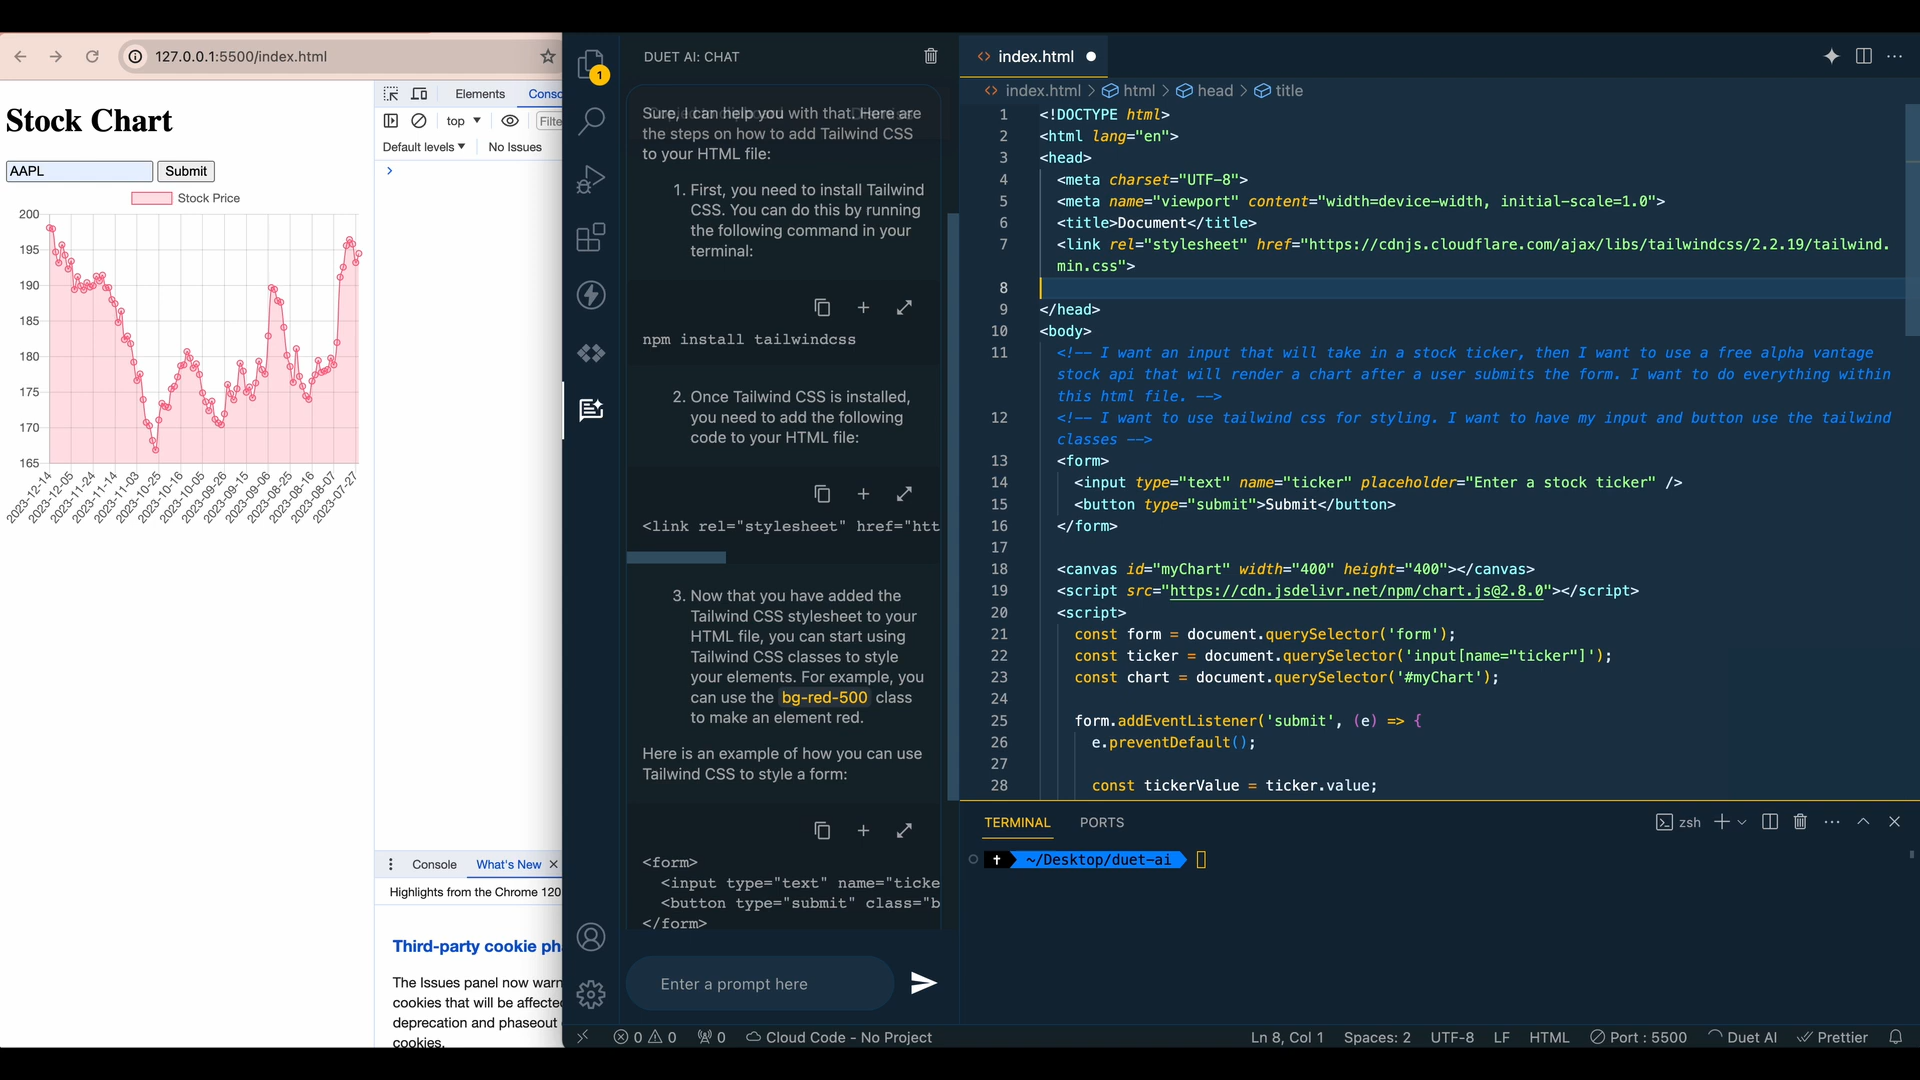 127.0.0.1:5500/index.html
Stock Chart
AAPL
Submit
Stock Price
200
195
190
185
180
175
170
165
2023-12-14
2023-12-05
2023-11-24
2023-11-14
2023-11-03
2023-10-25
2023-10-16
2023-10-05
2023-09-26
2023-09-15
2023-09-06
2023-08-25
2023-08-16
2023-08-07
2023-07-27
Elements
Conso
top
Filte
Default levels
No Issues
Console
What's New
Highlights from the Chrome 120
Third-party cookie ph
The Issues panel now warn
cookies that will be affected
deprecation and phaseout
cookies.
1
DUET AI: CHAT
Sure, I can help you with that. Here are
the steps on how to add Tailwind CSS
to your HTML file:
1. First, you need to install Tailwind
CSS. You can do this by running
the following command in your
terminal:
npm install tailwindcss
2. Once Tailwind CSS is installed,
you need to add the following
code to your HTML file:
<link rel="stylesheet" href="htt
3. Now that you have added the
Tailwind CSS stylesheet to your
HTML file, you can start using
Tailwind CSS classes to style
your elements. For example, you
can use the bg-red-500 class
to make an element red.
Here is an example of how you can use
Tailwind CSS to style a form:
<form>
<input type="text" name="ticke
<button type="submit" class="b
</form>
Enter a prompt here
index.html
index.html > html > head > title
1 <!DOCTYPE html>
2 <html lang="en">
3 <head>
4 <meta charset="UTF-8">
5 <meta name="viewport" content="width=device-width, initial-scale=1.0">
6 <title>Document</title>
7 <link rel="stylesheet" href="https://cdnjs.cloudflare.com/ajax/libs/tailwindcss/2.2.19/tailwind.
min.css">
8
9 </head>
10 <body>
11 <!-- I want an input that will take in a stock ticker, then I want to use a free alpha vantage
stock api that will render a chart after a user submits the form. I want to do everything within
this html file. -->
12 <!-- I want to use tailwind css for styling. I want to have my input and button use the tailwind
classes -->
13 <form>
14 <input type="text" name="ticker" placeholder="Enter a stock ticker" />
15 <button type="submit">Submit</button>
16 </form>
17
18 <canvas id="myChart" width="400" height="400"></canvas>
19 <script src="https://cdn.jsdelivr.net/npm/chart.js@2.8.0"></script>
20 <script>
21 const form = document.querySelector('form');
22 const ticker = document.querySelector('input[name="ticker"]');
23 const chart = document.querySelector('#myChart');
24
25 form.addEventListener('submit', (e) => {
26 e.preventDefault();
27
28 const tickerValue = ticker.value;
TERMINAL
PORTS
zsh
~/Desktop/duet-ai
0
0
0
Cloud Code - No Project
Ln 8, Col 1
Spaces: 2
UTF-8
LF
HTML
Port : 5500
Duet AI
Prettier